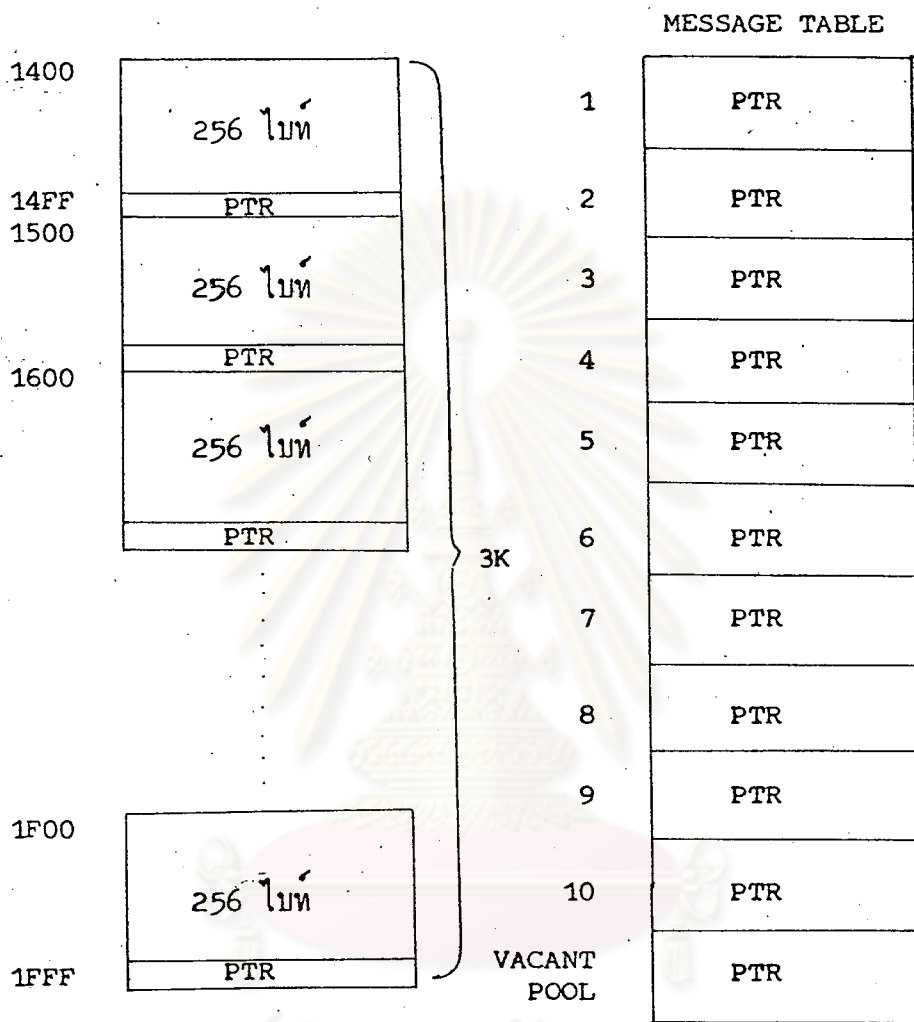 MESSAGE TABLE
1400
256 ไบท์
14FF
PTR
1500
256 ไบท์
PTR
1600
256 ไบท์
PTR
3K
1F00
256 ไบท์
1FFF
PTR
1 PTR
2 PTR
3 PTR
4 PTR
5 PTR
6 PTR
7 PTR
8 PTR
9 PTR
10 PTR
VACANT
POOL
PTR